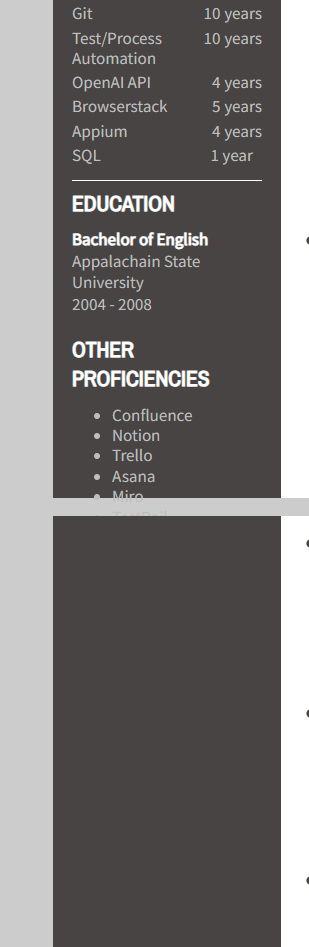 Git 10 years
Test/Process 10 years
Automation
OpenAI API 4 years
Browserstack 5 years
Appium 4 years
SQL 1 year
EDUCATION
Bachelor of English
Appalachain State
University
2004 - 2008
OTHER
PROFICIENCIES
• Confluence
• Notion
• Trello
• Asana
• Miro